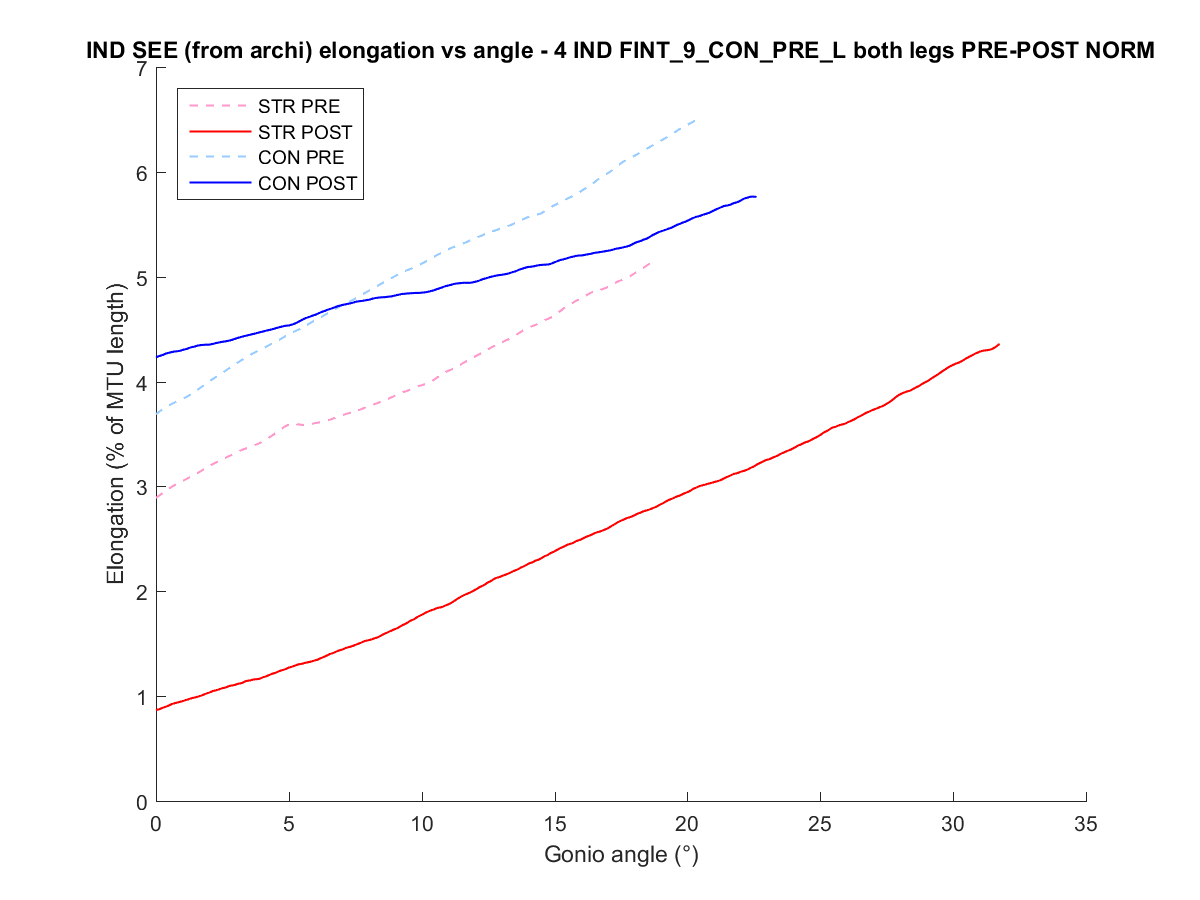 IND SEE (from archi) elongation vs angle - 4 IND FINT_9_CON_PRE_L both legs PRE-POST NORM
STR PRE
STR POST
CON PRE
CON POST
7
6
5
4
3
2
1
0
Elongation (% of MTU length)
0 5 10 15 20 25 30 35
Gonio angle (°)